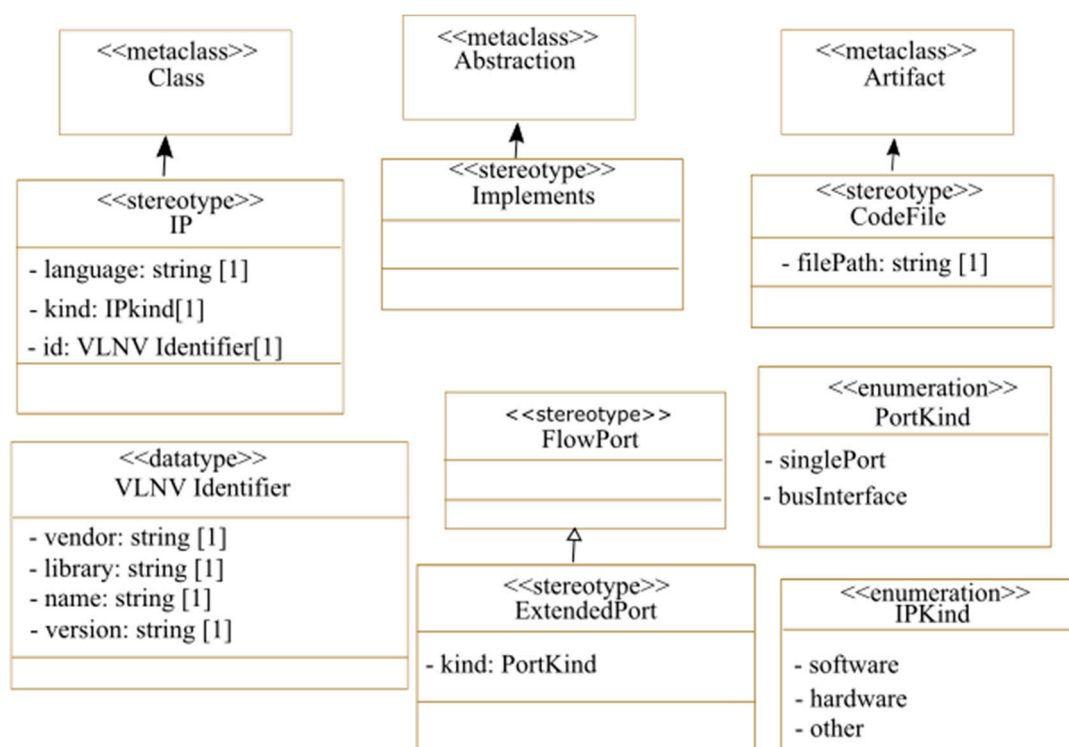 <<metaclass>>
Class
<<metaclass>>
Abstraction
<<metaclass>>
Artifact
<<stereotype>>
IP
- language: string [1]
- kind: IPkind[1]
- id: VLNV Identifier[1]
<<stereotype>>
Implements
<<stereotype>>
CodeFile
- filePath: string [1]
<<datatype>>
VLNV Identifier
- vendor: string [1]
- library: string [1]
- name: string [1]
- version: string [1]
<<stereotype>>
FlowPort
<<stereotype>>
ExtendedPort
- kind: PortKind
<<enumeration>>
PortKind
- singlePort
- busInterface
<<enumeration>>
IPKind
- software
- hardware
- other